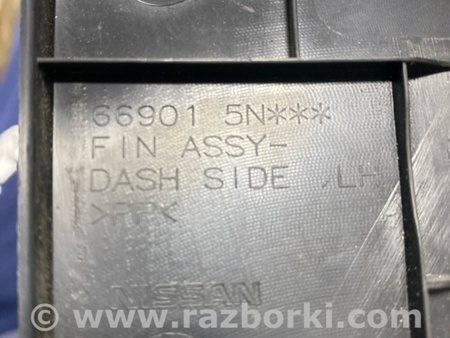 66901 5N***
FIN ASSY-
DASH SIDE ,LH
>PP<
NISSAN
© www.razborki.com